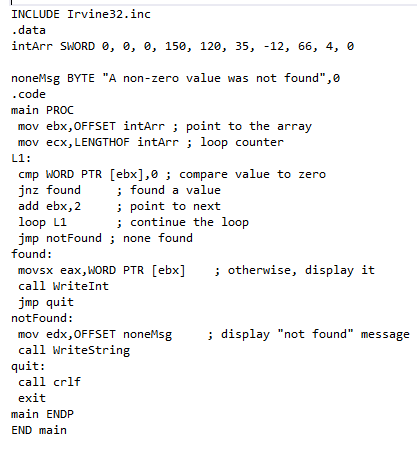 INCLUDE Irvine32.inc
.data
intArr SWORD 0, 0, 0, 150, 120, 35, -12, 66, 4, 0

noneMsg BYTE "A non-zero value was not found",0
.code
main PROC
 mov ebx,OFFSET intArr ; point to the array
 mov ecx,LENGTHOF intArr ; loop counter
L1:
 cmp WORD PTR [ebx],0 ; compare value to zero
 jnz found     ; found a value
 add ebx,2     ; point to next
 loop L1       ; continue the loop
 jmp notFound ; none found
found:
 movsx eax,WORD PTR [ebx]    ; otherwise, display it
 call WriteInt
 jmp quit
notFound:
 mov edx,OFFSET noneMsg     ; display "not found" message
 call WriteString
quit:
 call crlf
 exit
main ENDP
END main